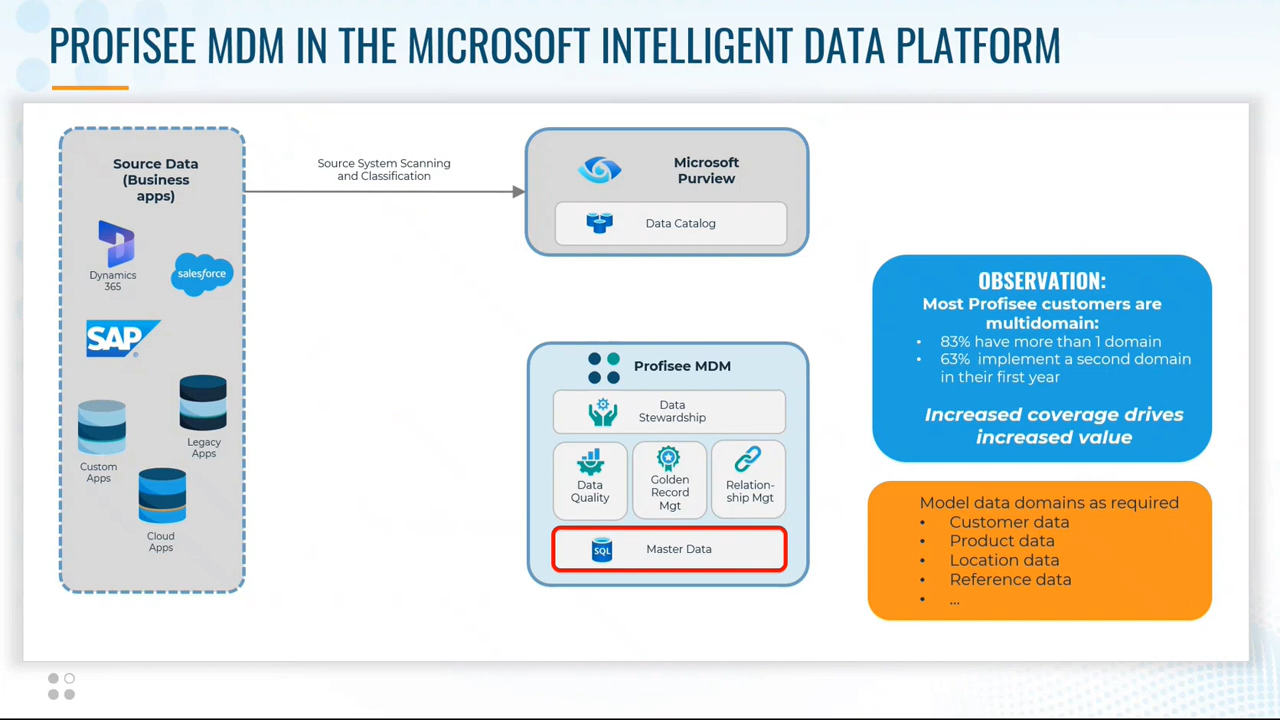 PROFISEE MDM IN THE MICROSOFT INTELLIGENT DATA PLATFORM
Source Data
(Business
apps)
Dynamics
365
salesforce
SAP
Legacy
Apps
Custom
Apps
Cloud
Apps
Source System Scanning
and Classification
Microsoft
Purview
Data Catalog
Profisee MDM
Data
Stewardship
Data
Quality
Golden
Record
Mgt
Relation-
ship Mgt
SQL
Master Data
OBSERVATION:
Most Profisee customers are
multidomain:
• 83% have more than 1 domain
• 63% implement a second domain
in their first year
Increased coverage drives
increased value
Model data domains as required
• Customer data
• Product data
• Location data
• Reference data
• ...